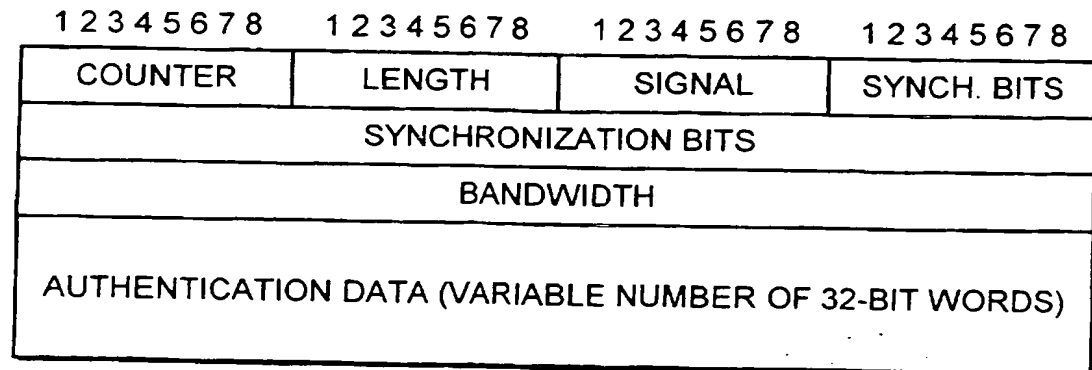 1 2 3 4 5 6 7 8 1 2 3 4 5 6 7 8 1 2 3 4 5 6 7 8 1 2 3 4 5 6 7 8
COUNTER LENGTH SIGNAL SYNCH. BITS
SYNCHRONIZATION BITS
BANDWIDTH
AUTHENTICATION DATA (VARIABLE NUMBER OF 32-BIT WORDS)